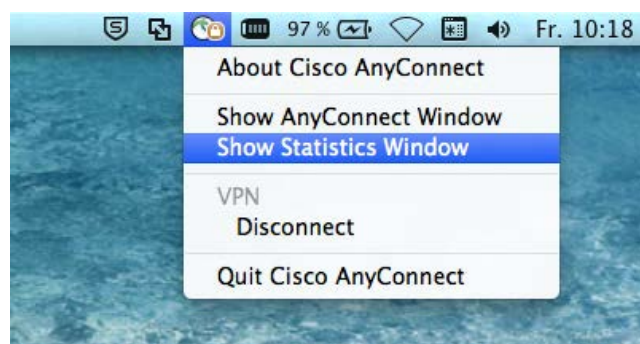 97 % Fr. 10:18
About Cisco AnyConnect
Show AnyConnect Window
Show Statistics Window
VPN
Disconnect
Quit Cisco AnyConnect